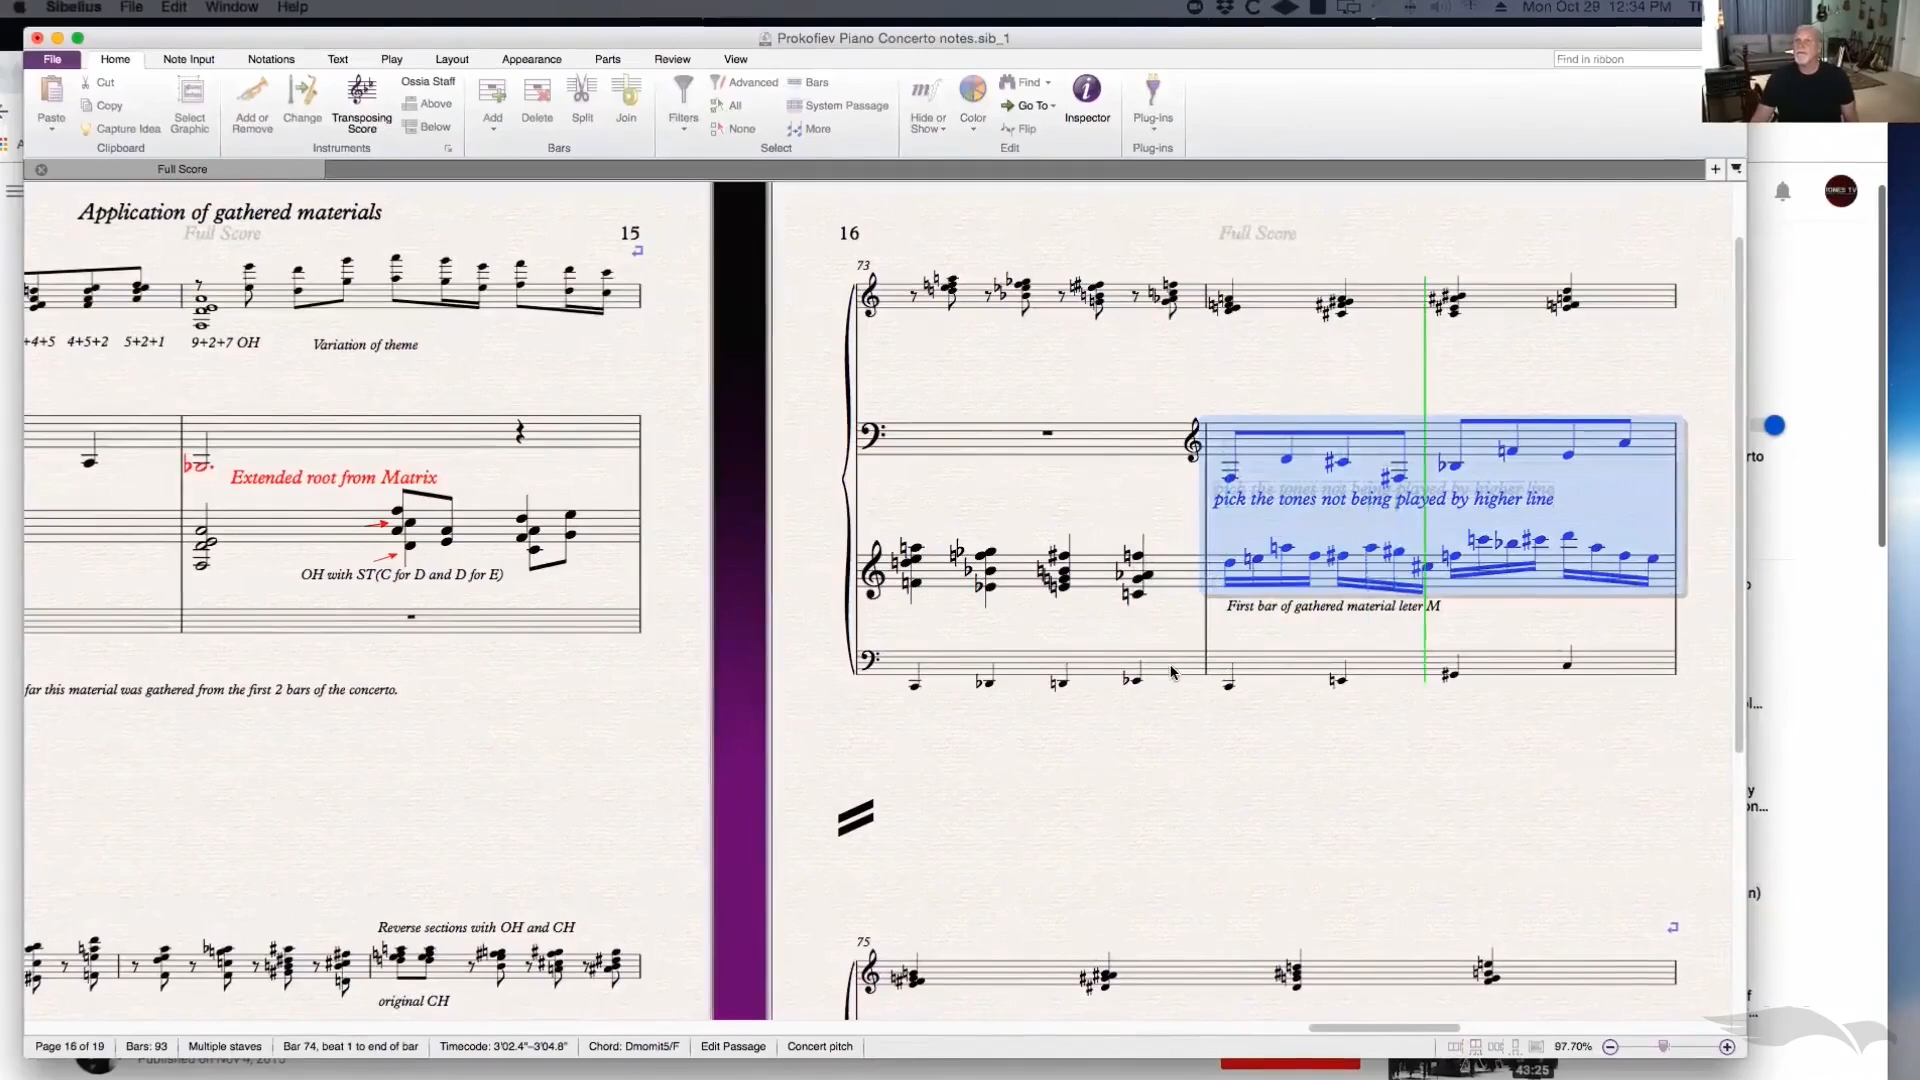 Sibelius File Edit Window Help
Mon Oct 29 12:34 PM
Prokofiev Piano Concerto notes.sib_1
File Home Note Input Notations Text Play Layout Appearance Parts Review View
Find in ribbon
Paste
Cut
Copy
Capture Idea
Select Graphic
Clipboard
Add or Remove
Change
Transposing Score
Ossia Staff
Above
Below
Instruments
Add
Delete
Split
Join
Bars
Filters
Advanced
All
None
Bars
System Passage
More
Select
Hide or Show
Color
Find
Go To
Flip
Inspector
Edit
Plug-ins
Plug-ins
Full Score
Application of gathered materials
Full Score
15
+4+5 4+5+2 5+2+1 9+2+7 OH
Variation of theme
Extended root from Matrix
OH with ST(C for D and D for E)
far this material was gathered from the first 2 bars of the concerto.
Reverse sections with OH and CH
original CH
16
Full Score
73
pick the tones not being played by higher line
First bar of gathered material leter M
75
TONES TV
rto
n)
Page 16 of 19
Bars: 93
Multiple staves
Bar 74, beat 1 to end of bar
Timecode: 3'02.4"–3'04.8"
Chord: Dmomit5/F
Edit Passage
Concert pitch
97.70%
43:25